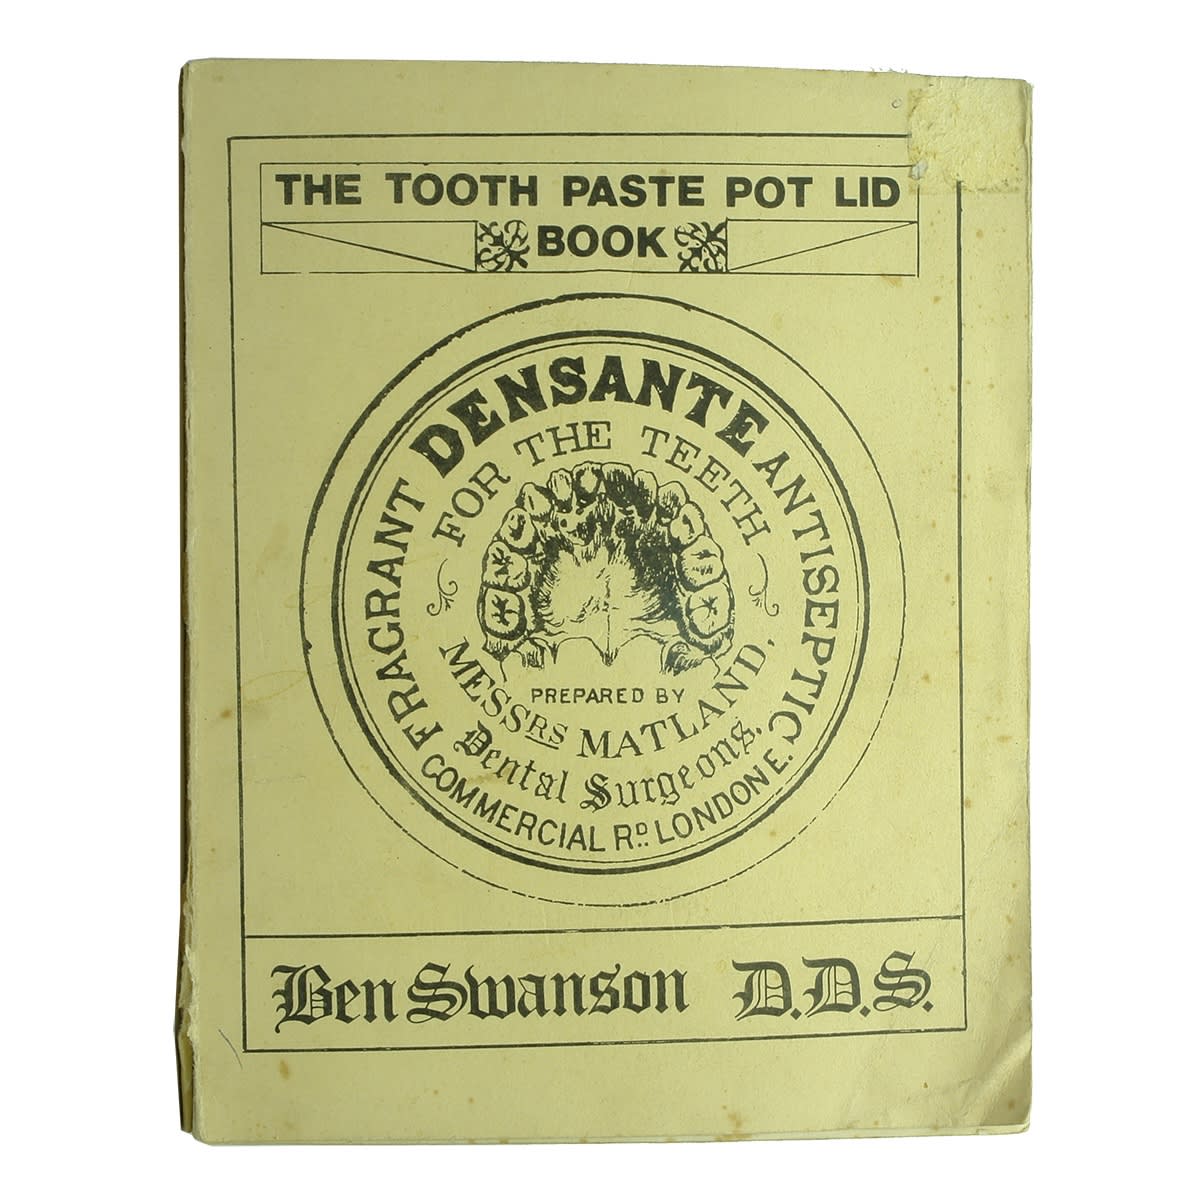 THE TOOTH PASTE POT LID
BOOK
FRAGRANT DENSANTE ANTISEPTIC
FOR THE TEETH
PREPARED BY
MESSRS MATLAND,
Dental Surgeons.
COMMERCIAL RD. LONDON E.
Ben Swanson D.D.S.